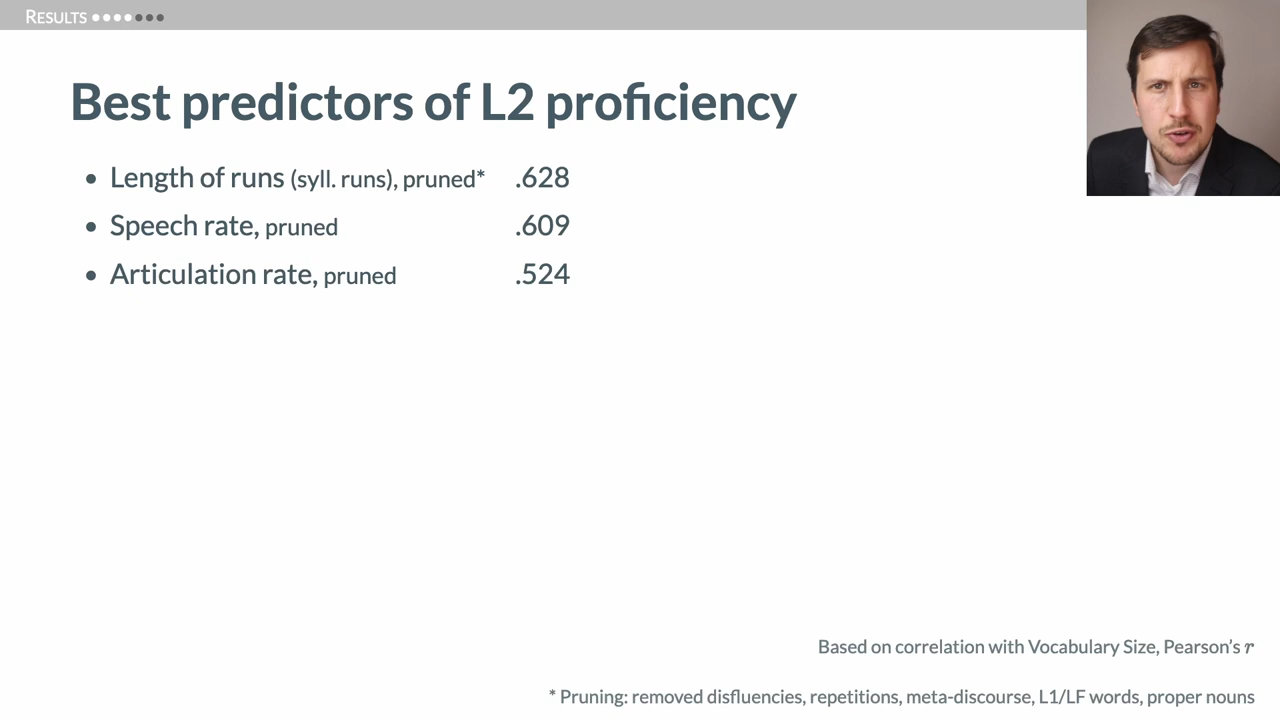 RESULTS
Best predictors of L2 proficiency
• Length of runs (syll. runs), pruned* .628
• Speech rate, pruned .609
• Articulation rate, pruned .524
Based on correlation with Vocabulary Size, Pearson's r
* Pruning: removed disfluencies, repetitions, meta-discourse, L1/LF words, proper nouns